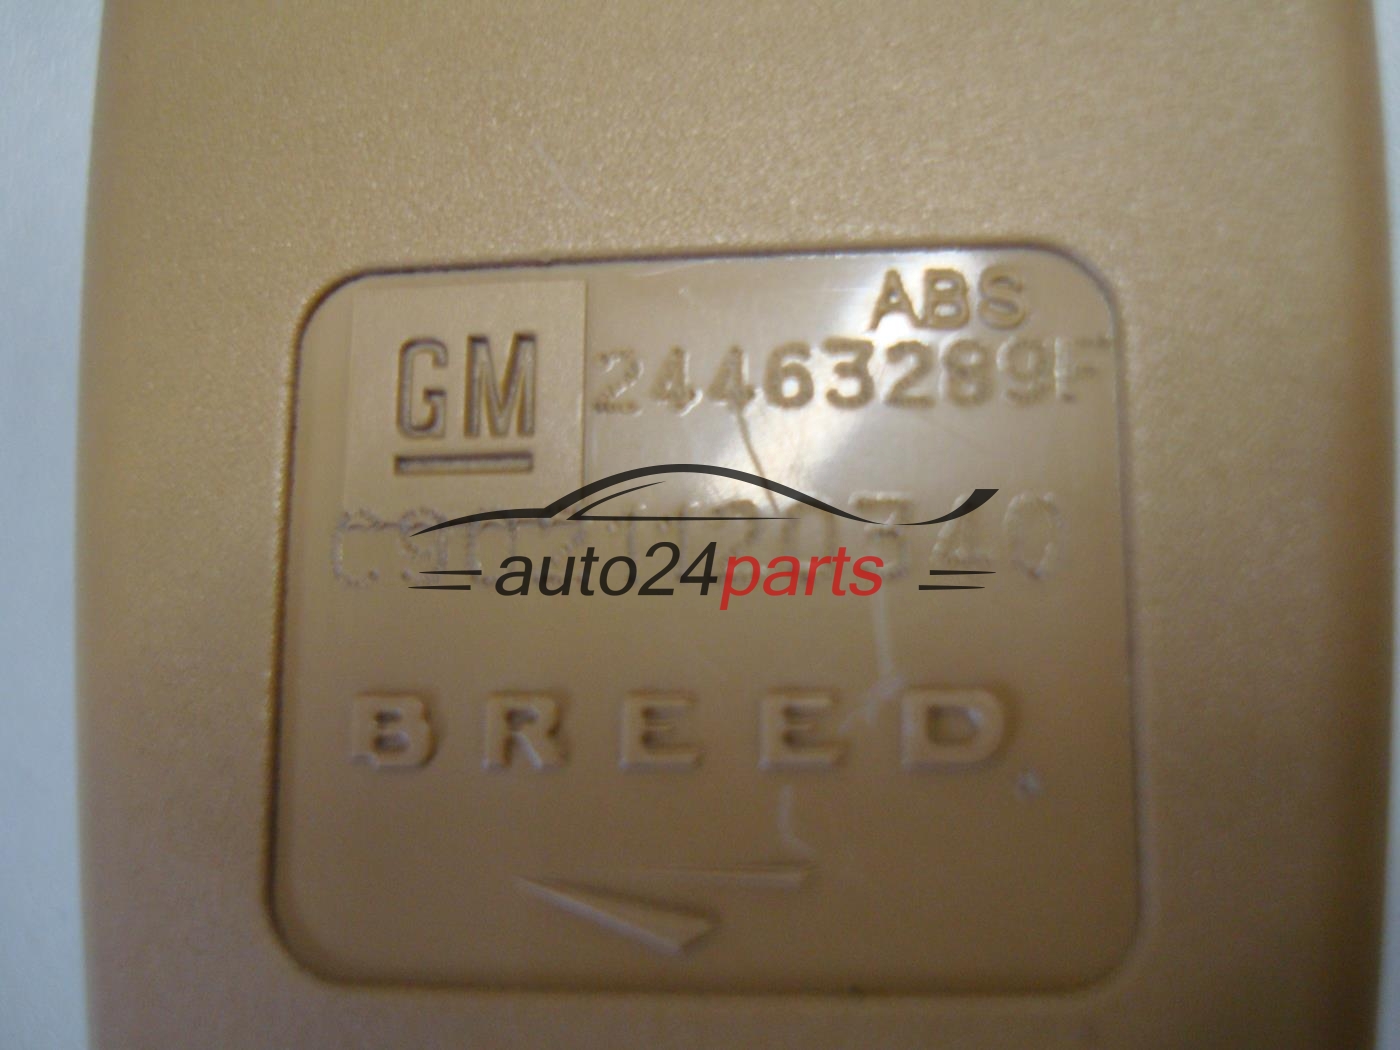 ABS
GM 24463289F
auto24parts
BREED